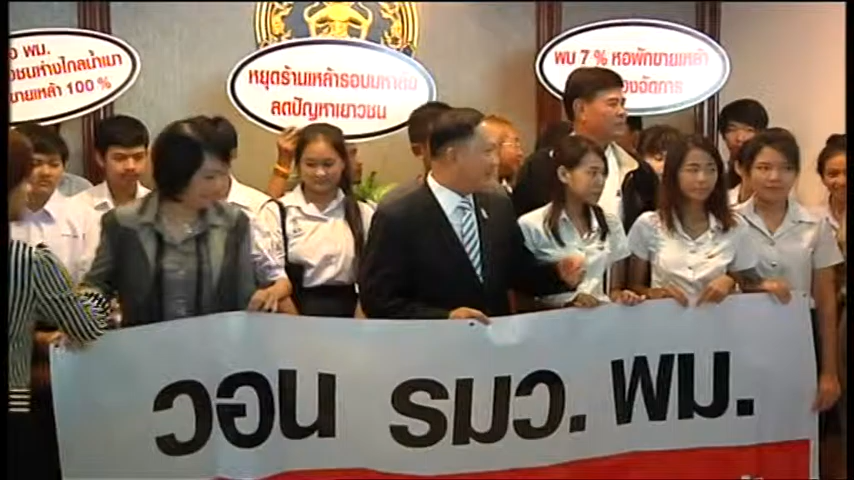 พม.
ชนห่างไกลน้ำเมา
ขายเหล้า 100 %
หยุดร้านเหล้ารอบมหาลัย
ลดปัญหาเยาวชน
พบ 7 % หอพักขายเหล้า
จัดการ
วอน รมว. พม.